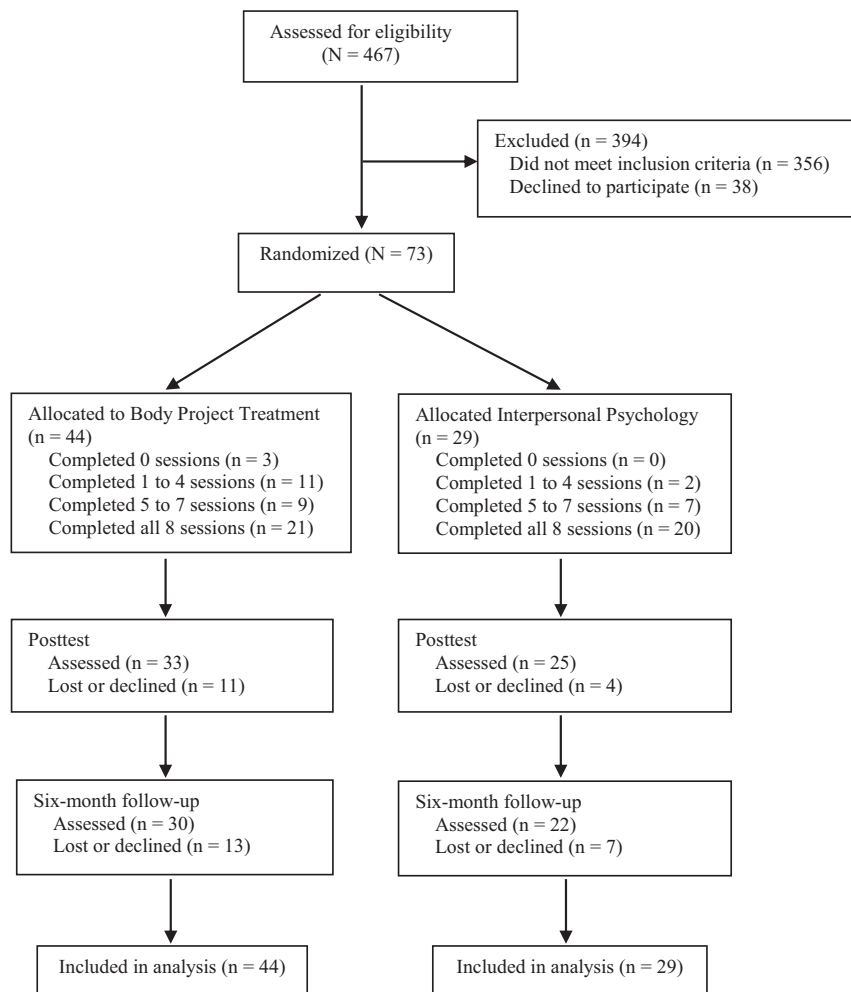 Assessed for eligibility
(N = 467)
Excluded (n = 394)
Did not meet inclusion criteria (n = 356)
Declined to participate (n = 38)
Randomized (N = 73)
Allocated to Body Project Treatment
(n = 44)
Completed 0 sessions (n = 3)
Completed 1 to 4 sessions (n = 11)
Completed 5 to 7 sessions (n = 9)
Completed all 8 sessions (n = 21)
Allocated Interpersonal Psychology
(n = 29)
Completed 0 sessions (n = 0)
Completed 1 to 4 sessions (n = 2)
Completed 5 to 7 sessions (n = 7)
Completed all 8 sessions (n = 20)
Posttest
Assessed (n = 33)
Lost or declined (n = 11)
Posttest
Assessed (n = 25)
Lost or declined (n = 4)
Six-month follow-up
Assessed (n = 30)
Lost or declined (n = 13)
Six-month follow-up
Assessed (n = 22)
Lost or declined (n = 7)
Included in analysis (n = 44)
Included in analysis (n = 29)